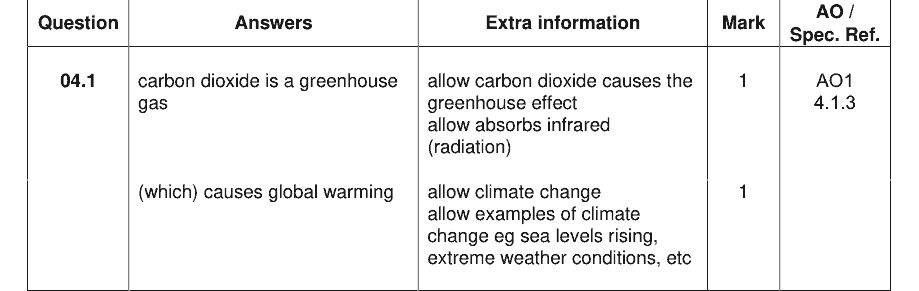 Question Answers Extra information Mark AO /
Spec. Ref.
04.1 carbon dioxide is a greenhouse allow carbon dioxide causes the 1 AO1
gas greenhouse effect 4.1.3
allow absorbs infrared
(radiation)
(which) causes global warming allow climate change 1
allow examples of climate
change eg sea levels rising,
extreme weather conditions, etc